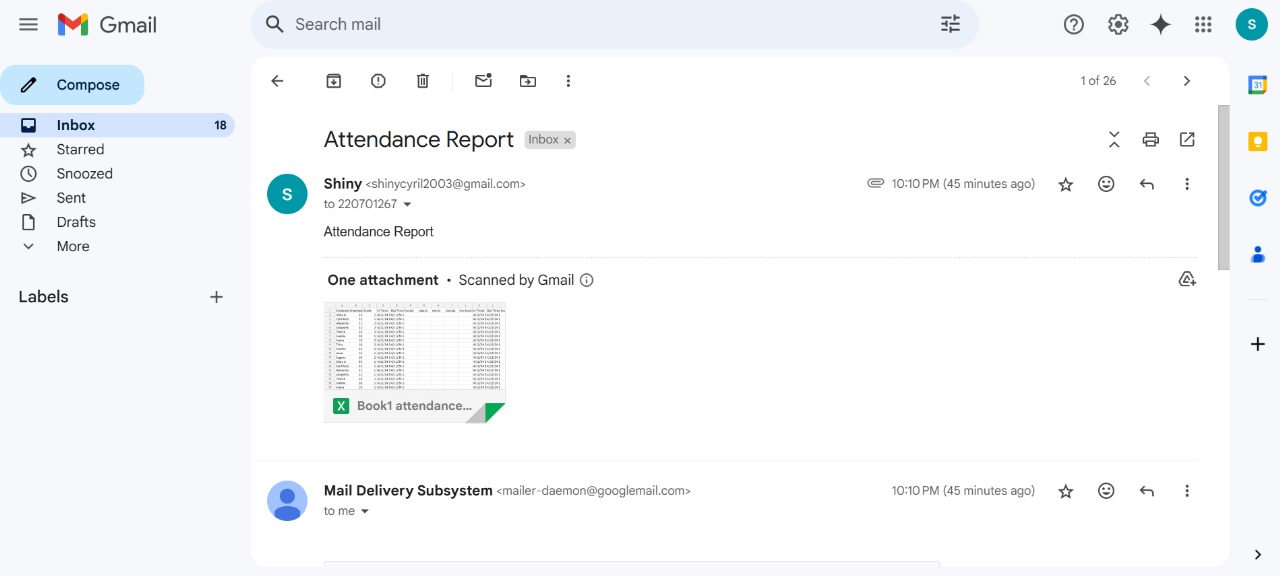 Gmail
Search mail
S
Compose
Inbox 18
Starred
Snoozed
Sent
Drafts
More
Labels
1 of 26
Attendance Report Inbox ×
S
Shiny <shinycyril2003@gmail.com> 10:10 PM (45 minutes ago)
to 220701267
Attendance Report
One attachment • Scanned by Gmail
X Book1 attendance...
Mail Delivery Subsystem <mailer-daemon@googlemail.com> 10:10 PM (45 minutes ago)
to me
31